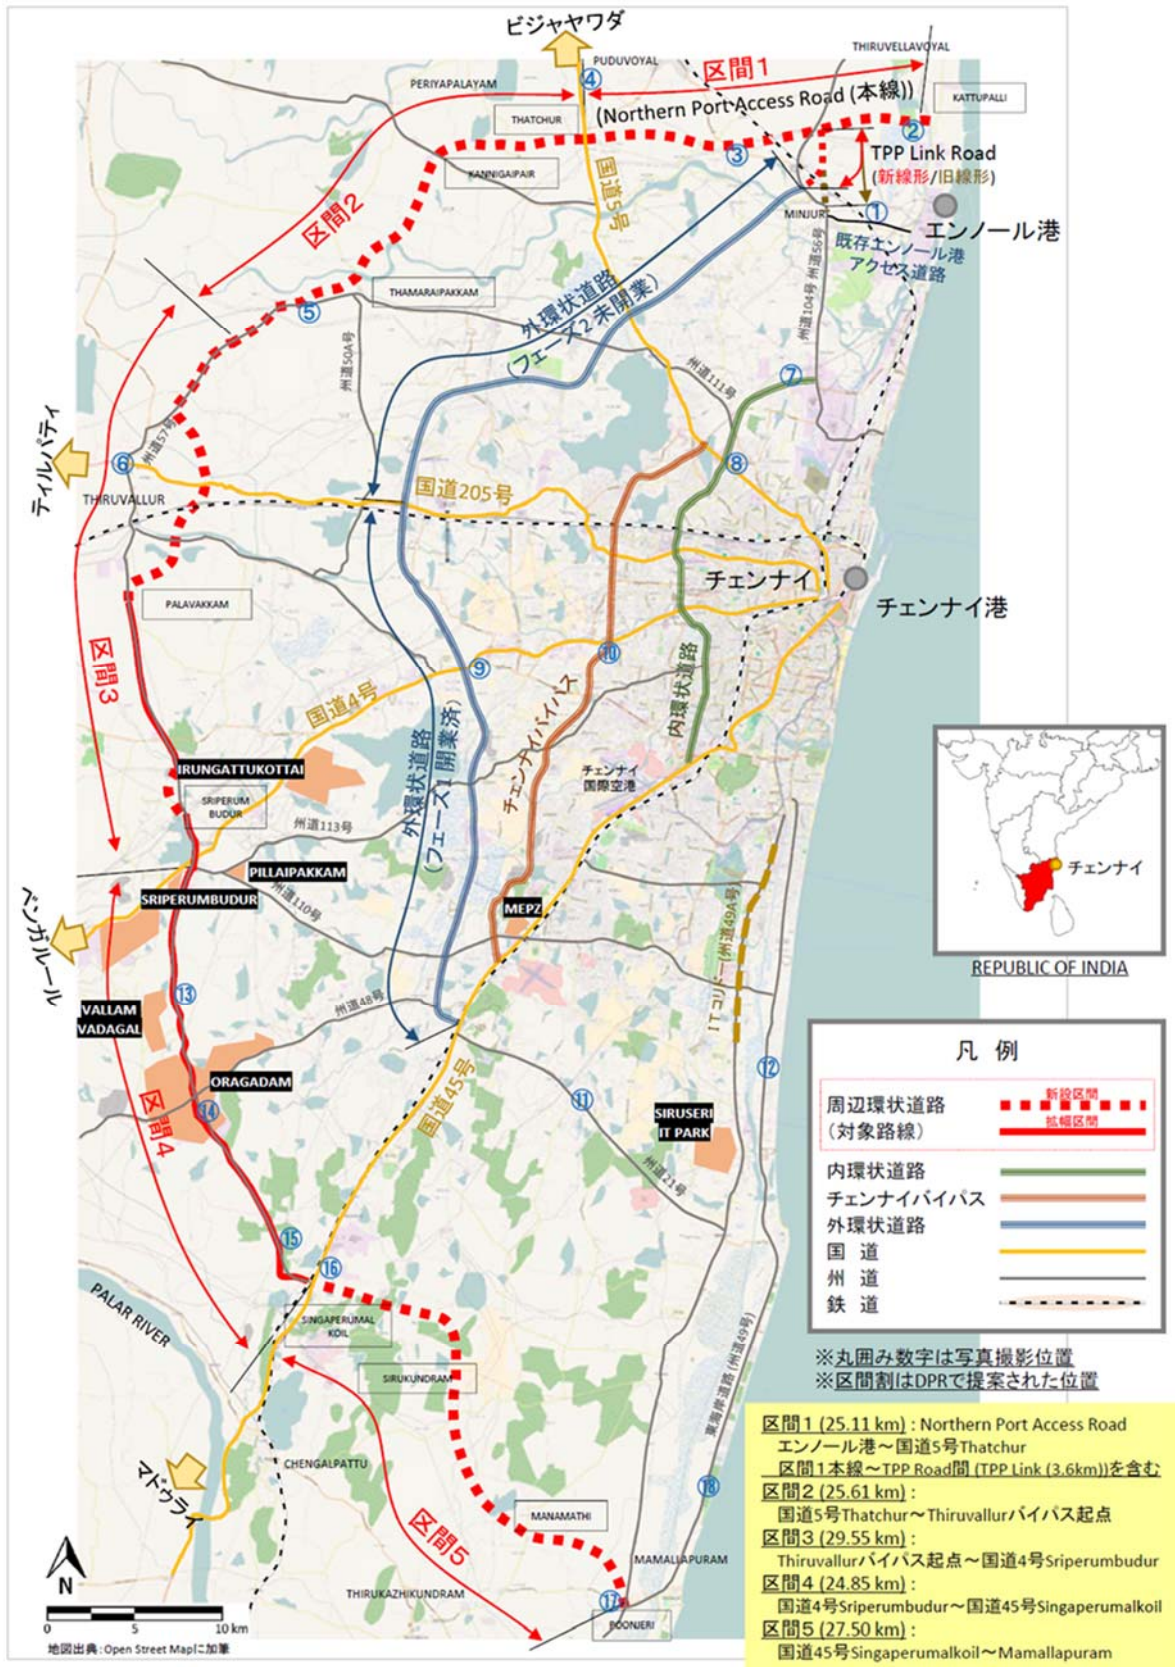 ビジャヤワダ
PUDUVOYAL
④
区間1
THIRUVELLAVOYAL
PERIYAPALAYAM
KATTUPALLI
THATCHUR
(Northern Port Access Road (本線))
②
③
TPP Link Road
(新線形/旧線形)
KANNIGAIPAIR
国道5号
区間2
MINJUR
①
エンノール港
既存エンノール港
アクセス道路
州道104号 州道56号
THAMARAIPAKKAM
⑤
外環状道路
(フェーズ2 未開業)
州道50A号
州道111号
⑦
ティルパティ
州道57号
⑥
⑧
THIRUVALLUR
国道205号
チェンナイ
チェンナイ港
PALAVAKKAM
区間3
⑩
⑨
内環状道路
国道4号
チェンナイバイパス
外環状道路
(フェーズ1 開業済)
IRUNGATTUKOTTAI
チェンナイ
国際空港
SRIPERUM
BUDUR
州道113号
PILLAIPAKKAM
SRIPERUMBUDUR
州道110号
MEPZ
ITコリドー(州道49A号)
チェンナイ
REPUBLIC OF INDIA
ベンガルール
⑬
VALLAM
VADAGAL
州道48号
ORAGADAM
⑭
区間4
国道45号
⑪
⑫
SIRUSERI
IT PARK
州道21号
凡 例
新設区間
周辺環状道路
(対象路線)
拡幅区間
内環状道路
チェンナイバイパス
外環状道路
国 道
州 道
鉄 道
⑮
⑯
PALAR RIVER
SINGAPERUMAL
KOIL
SIRUKUNDRAM
東海岸道路(州道49号)
※丸囲み数字は写真撮影位置
※区間割はDPRで提案された位置
マドゥライ
CHENGALPATTU
⑱
MANAMATHI
区間5
MAMALLAPURAM
THIRUKAZHIKUNDRAM
⑰
POONJERI
N
0 5 10 km
地図出典：Open Street Mapに加筆
区間1 (25.11 km) : Northern Port Access Road
エンノール港～国道5号Thatchur
区間1本線～TPP Road間 (TPP Link (3.6km))を含む
区間2 (25.61 km) :
国道5号Thatchur～Thiruvallurバイパス起点
区間3 (29.55 km) :
Thiruvallurバイパス起点～国道4号Sriperumbudur
区間4 (24.85 km) :
国道4号Sriperumbudur～国道45号Singaperumalkoil
区間5 (27.50 km) :
国道45号Singaperumalkoil～Mamallapuram